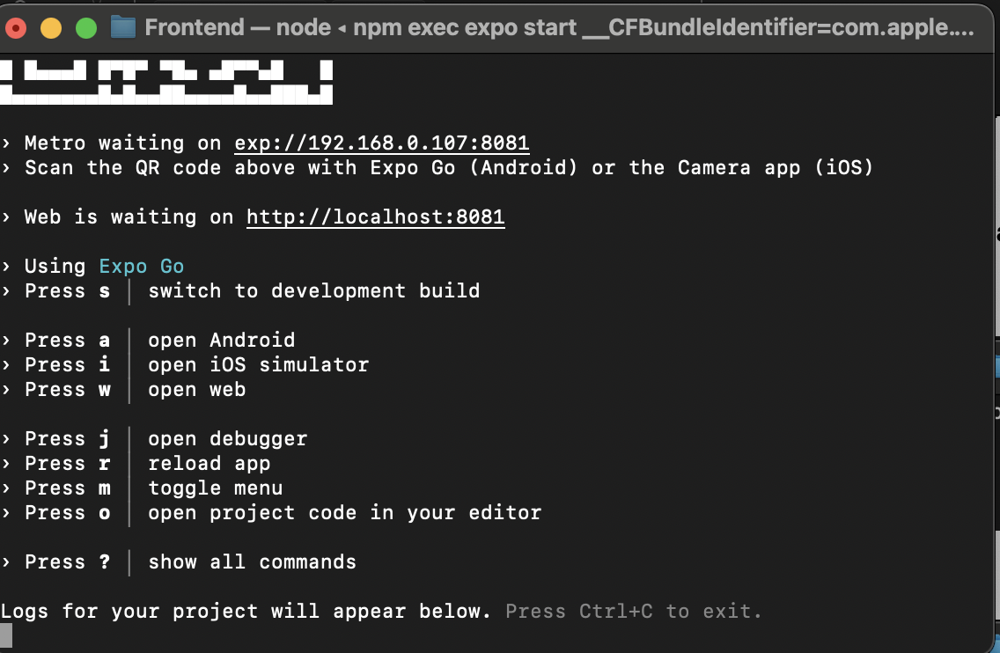 Frontend — node ◂ npm exec expo start __CFBundleIdentifier=com.apple....
› Metro waiting on exp://192.168.0.107:8081
› Scan the QR code above with Expo Go (Android) or the Camera app (iOS)
› Web is waiting on http://localhost:8081
› Using Expo Go
› Press s │ switch to development build
› Press a │ open Android
› Press i │ open iOS simulator
› Press w │ open web
› Press j │ open debugger
› Press r │ reload app
› Press m │ toggle menu
› Press o │ open project code in your editor
› Press ? │ show all commands
Logs for your project will appear below. Press Ctrl+C to exit.